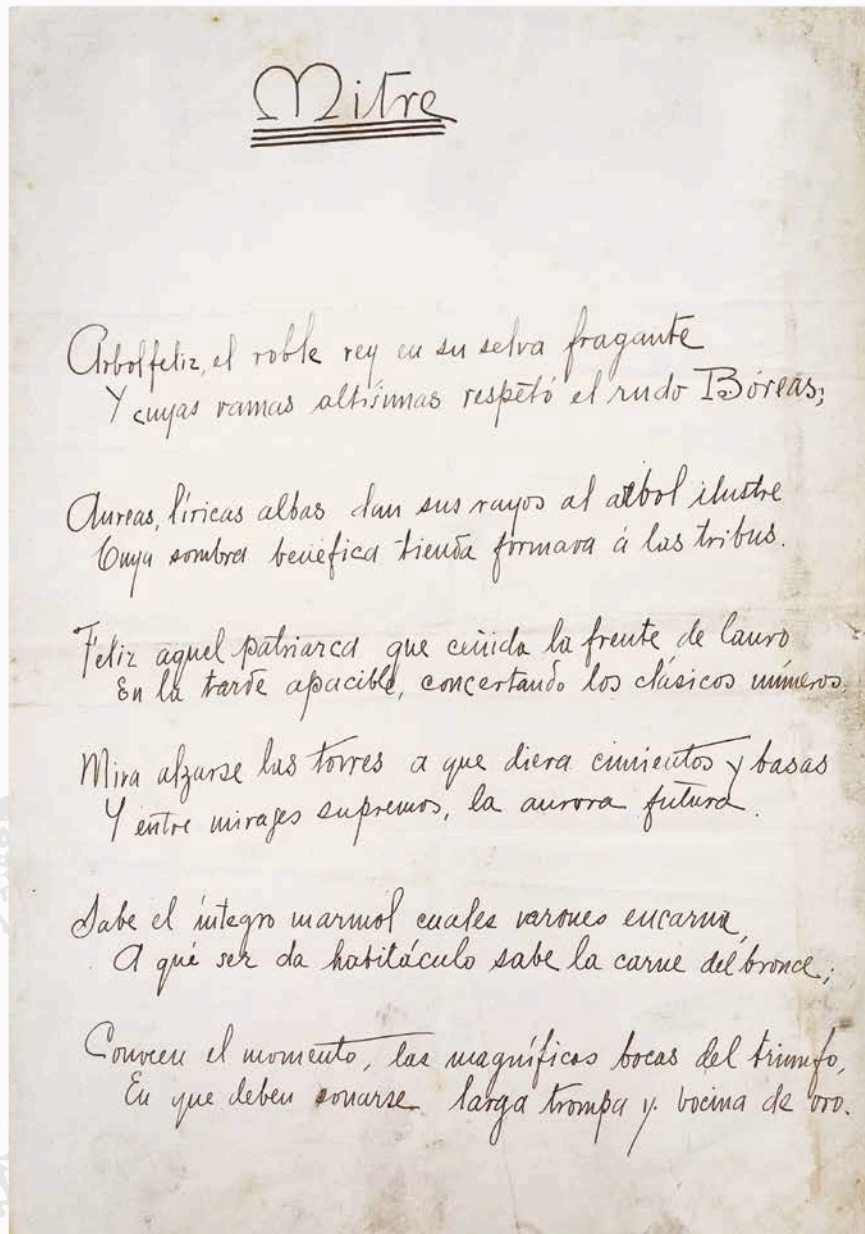 Mitre
Arbol feliz, el roble rey en su selva fragante
Y cuyas ramas altísimas respetó el rudo Bóreas;
Aureas, líricas albas dan sus rayos al arbol ilustre
Cuya sombra benéfica tienda formara á las tribus.
Feliz aquel patriarca que ceñida la frente de lauro
En la tarde apacible, concertando los clásicos números,
Mira alzarse las torres a que diera cimientos y basas
Y entre mirages supremos, la aurora futura.
Sabe el íntegro marmol cuales varones encarna,
A qué ser da habitáculo sabe la carne del bronce;
Conocen el momento, las magníficas bocas del triunfo,
En que deben sonarse larga trompa y bocina de oro.